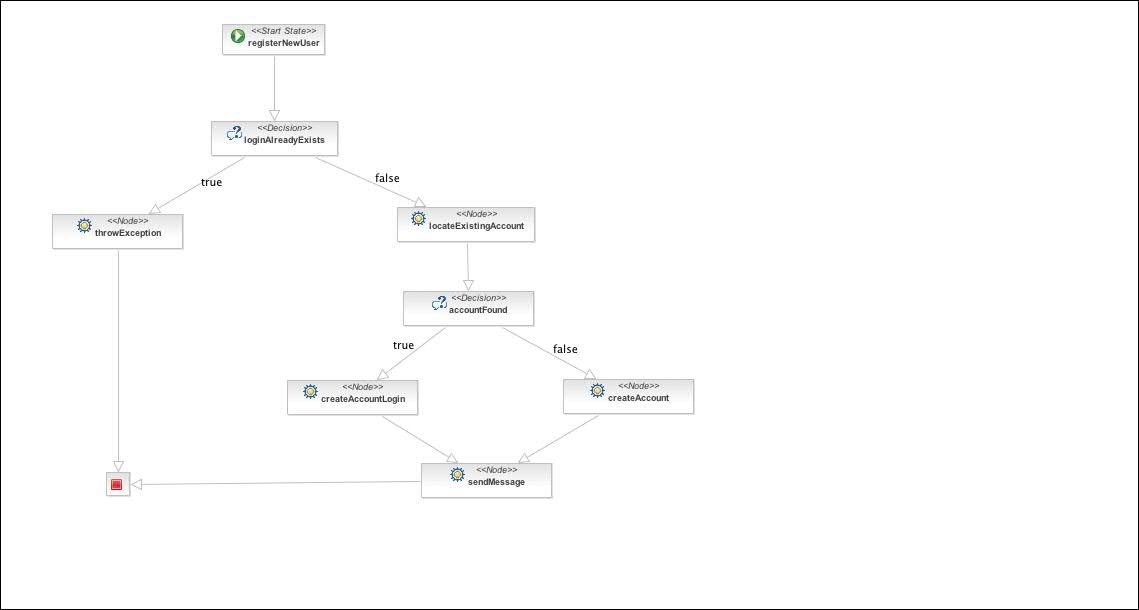 <<Start State>>
registerNewUser
<<Decision>>
loginAlreadyExists
true
false
<<Node>>
throwException
<<Node>>
locateExistingAccount
<<Decision>>
accountFound
true
false
<<Node>>
createAccountLogin
<<Node>>
createAccount
<<Node>>
sendMessage